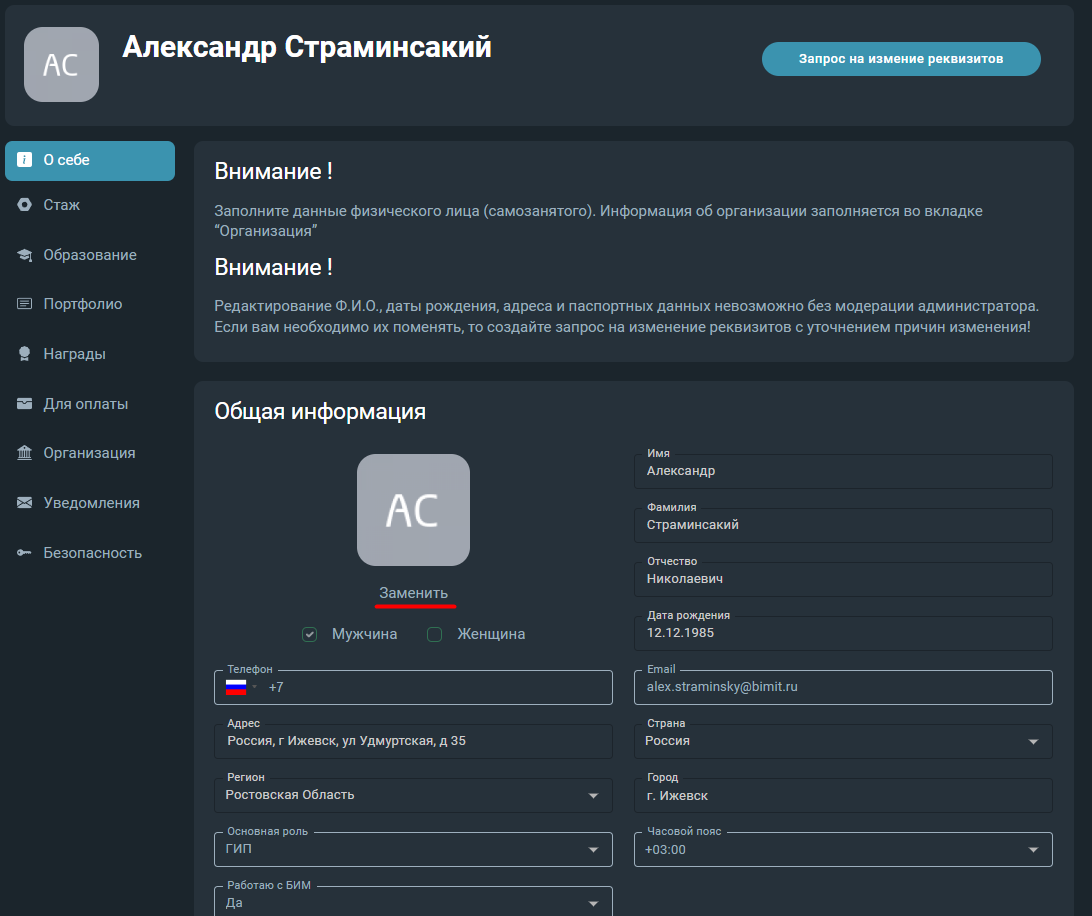 АС
Александр Страминсакий
Запрос на измение реквизитов
О себе
Стаж
Образование
Портфолио
Награды
Для оплаты
Организация
Уведомления
Безопасность
Внимание !
Заполните данные физического лица (самозанятого). Информация об организации заполняется во вкладке
“Организация”
Внимание !
Редактирование Ф.И.О., даты рождения, адреса и паспортных данных невозможно без модерации администратора.
Если вам необходимо их поменять, то создайте запрос на изменение реквизитов с уточнением причин изменения!
Общая информация
АС
Заменить
Мужчина
Женщина
Имя
Александр
Фамилия
Страминсакий
Отчество
Николаевич
Дата рождения
12.12.1985
Телефон
+7
Email
alex.straminsky@bimit.ru
Адрес
Россия, г Ижевск, ул Удмуртская, д 35
Страна
Россия
Регион
Ростовская Область
Город
г. Ижевск
Основная роль
ГИП
Часовой пояс
+03:00
Работаю с БИМ
Да